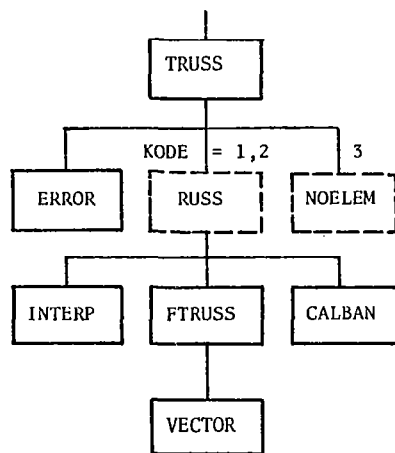 TRUSS
KODE = 1,2 3
ERROR RUSS NOELEM
INTERP FTRUSS CALBAN
VECTOR